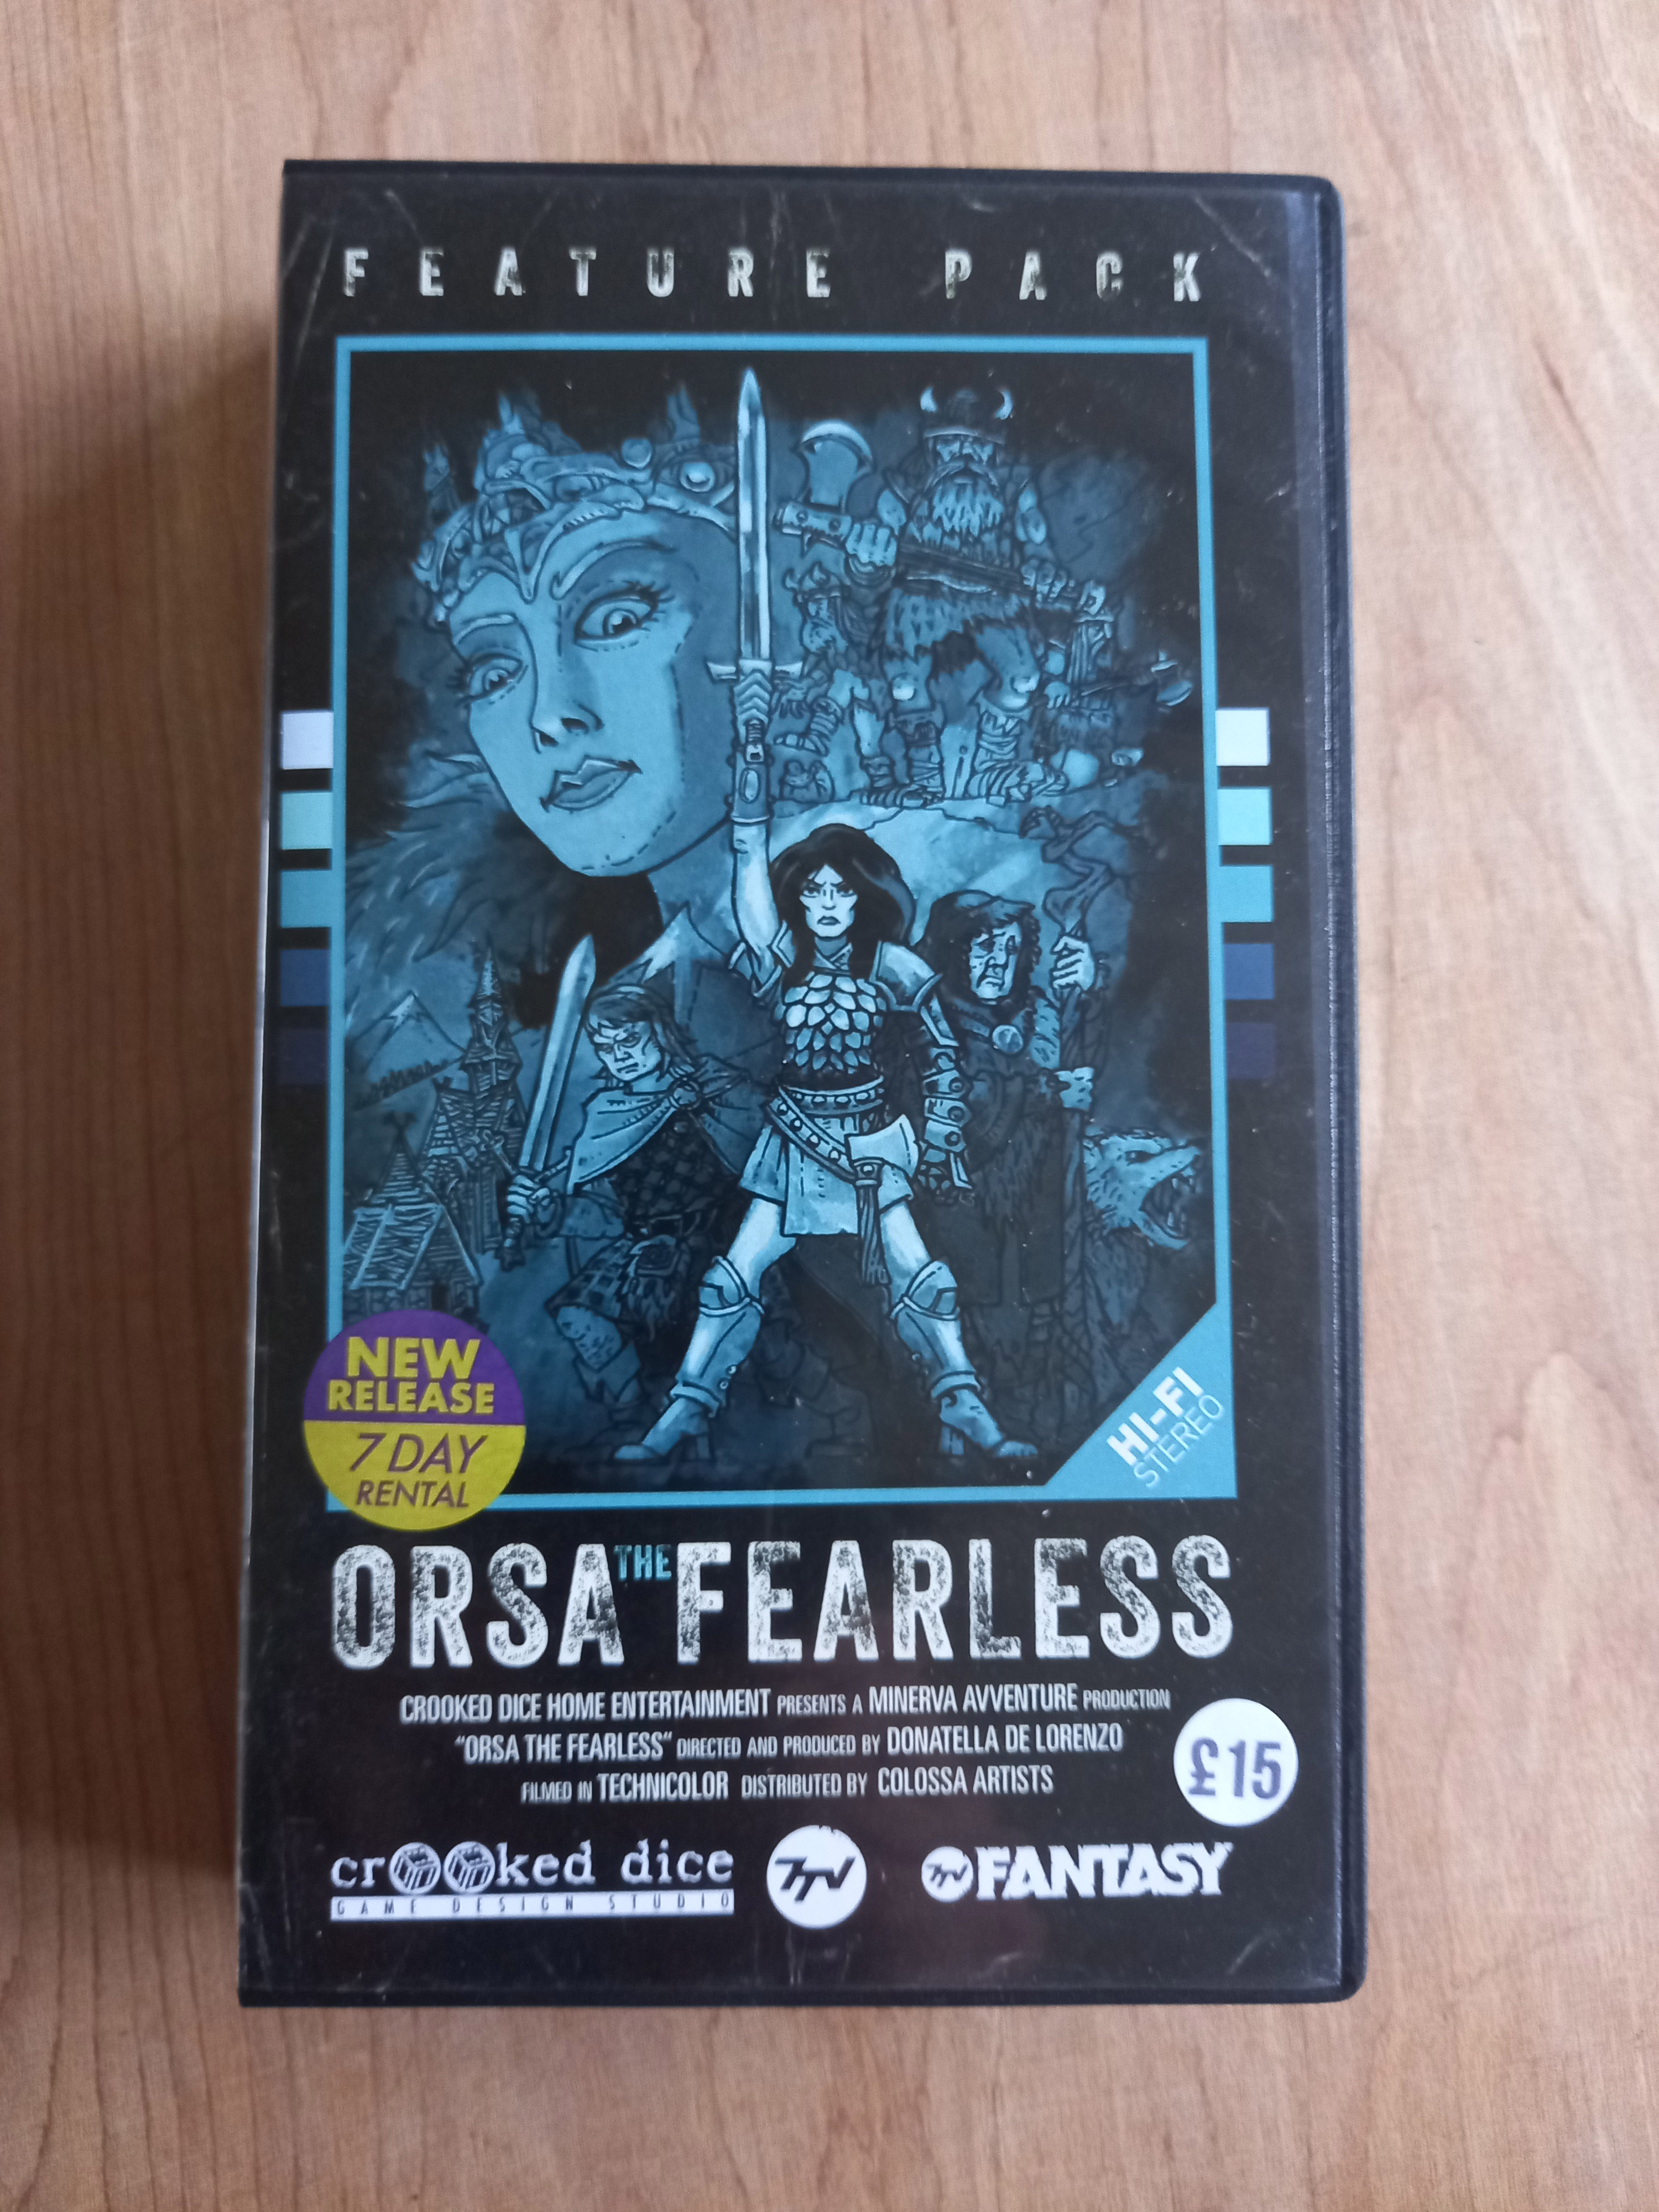 FEATURE PACK
NEW
RELEASE
7 DAY
RENTAL
HI-FI
STEREO
ORSA THE FEARLESS
CROOKED DICE HOME ENTERTAINMENT PRESENTS A MINERVA AVVENTURE PRODUCTION
"ORSA THE FEARLESS" DIRECTED AND PRODUCED BY DONATELLA DE LORENZO
FILMED IN TECHNICOLOR DISTRIBUTED BY COLOSSA ARTISTS
£15
crooked dice
GAME DESIGN STUDIO
7TV
7TV FANTASY